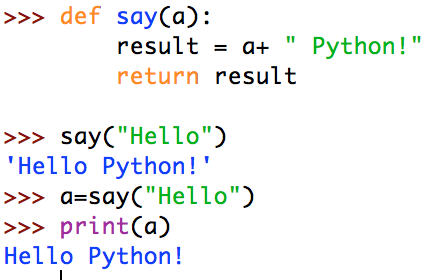 >>> def say(a):
        result = a+ " Python!"
        return result
>>> say("Hello")
'Hello Python!'
>>> a=say("Hello")
>>> print(a)
Hello Python!